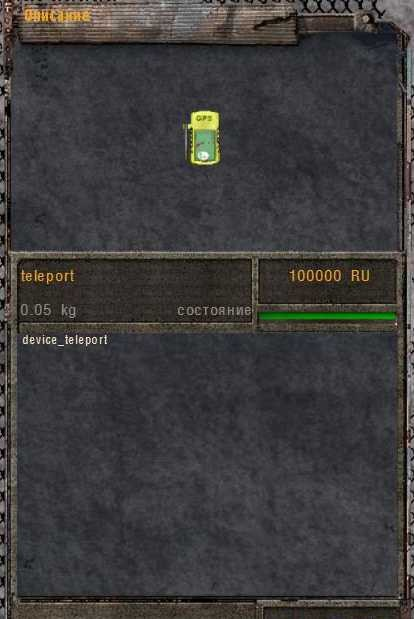 Описание
GPS
teleport
100000 RU
0.05 kg
состояние
device_teleport